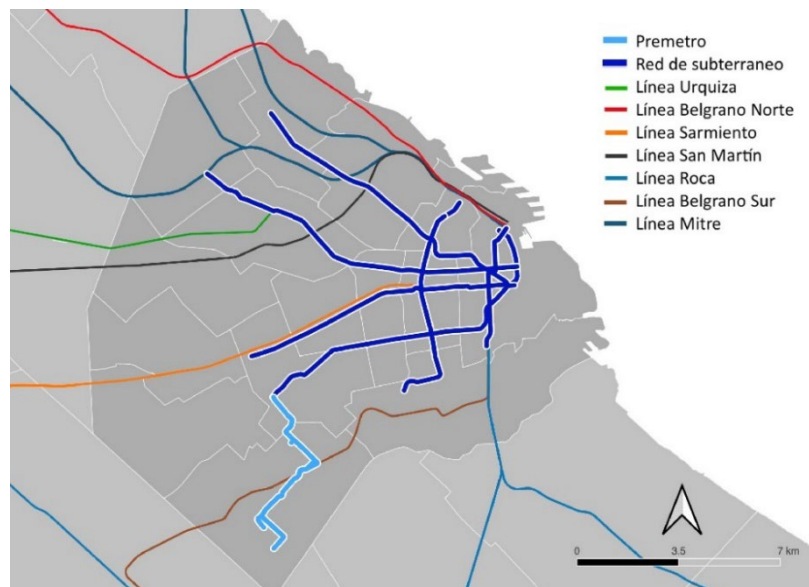 Premetro
Red de subterraneo
Línea Urquiza
Línea Belgrano Norte
Línea Sarmiento
Línea San Martín
Línea Roca
Línea Belgrano Sur
Línea Mitre
0 3.5 7 km